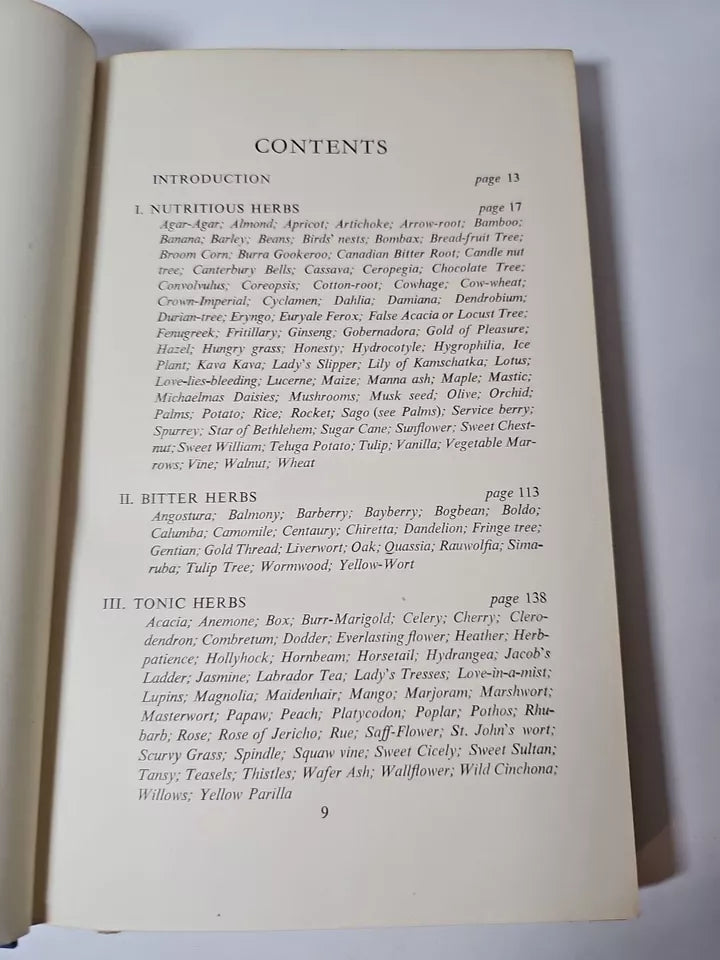 CONTENTS
INTRODUCTION page 13
I. NUTRITIOUS HERBS page 17
Agar-Agar; Almond; Apricot; Artichoke; Arrow-root; Bamboo;
Banana; Barley; Beans; Birds' nests; Bombax; Bread-fruit Tree;
Broom Corn; Burra Gookeroo; Canadian Bitter Root; Candle nut
tree; Canterbury Bells; Cassava; Ceropegia; Chocolate Tree;
Convolvulus; Coreopsis; Cotton-root; Cowhage; Cow-wheat;
Crown-Imperial; Cyclamen; Dahlia; Damiana; Dendrobium;
Durian-tree; Eryngo; Euryale Ferox; False Acacia or Locust Tree;
Fenugreek; Fritillary; Ginseng; Gobernadora; Gold of Pleasure;
Hazel; Hungry grass; Honesty; Hydrocotyle; Hygrophilia, Ice
Plant; Kava Kava; Lady's Slipper; Lily of Kamschatka; Lotus;
Love-lies-bleeding; Lucerne; Maize; Manna ash; Maple; Mastic;
Michaelmas Daisies; Mushrooms; Musk seed; Olive; Orchid;
Palms; Potato; Rice; Rocket; Sago (see Palms); Service berry;
Spurrey; Star of Bethlehem; Sugar Cane; Sunflower; Sweet Chest-
nut; Sweet William; Teluga Potato; Tulip; Vanilla; Vegetable Mar-
rows; Vine; Walnut; Wheat
II. BITTER HERBS page 113
Angostura; Balmony; Barberry; Bayberry; Bogbean; Boldo;
Calumba; Camomile; Centaury; Chiretta; Dandelion; Fringe tree;
Gentian; Gold Thread; Liverwort; Oak; Quassia; Rauwolfia; Sima-
ruba; Tulip Tree; Wormwood; Yellow-Wort
III. TONIC HERBS page 138
Acacia; Anemone; Box; Burr-Marigold; Celery; Cherry; Clero-
dendron; Combretum; Dodder; Everlasting flower; Heather; Herb-
patience; Hollyhock; Hornbeam; Horsetail; Hydrangea; Jacob's
Ladder; Jasmine; Labrador Tea; Lady's Tresses; Love-in-a-mist;
Lupins; Magnolia; Maidenhair; Mango; Marjoram; Marshwort;
Masterwort; Papaw; Peach; Platycodon; Poplar; Pothos; Rhu-
barb; Rose; Rose of Jericho; Rue; Saff-Flower; St. John's wort;
Scurvy Grass; Spindle; Squaw vine; Sweet Cicely; Sweet Sultan;
Tansy; Teasels; Thistles; Wafer Ash; Wallflower; Wild Cinchona;
Willows; Yellow Parilla
9